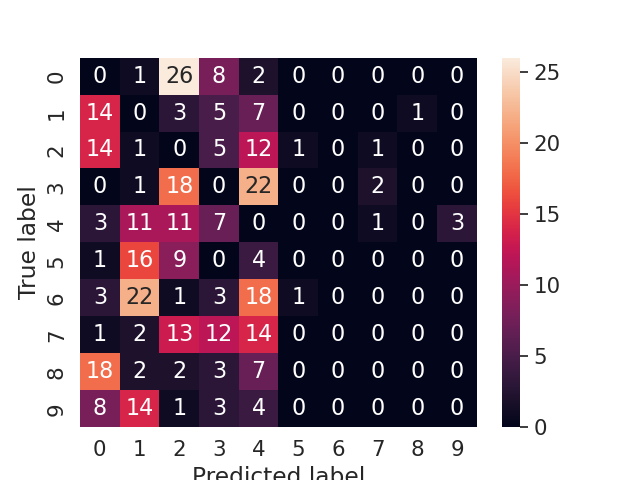 0 0 1 26 8 2 0 0 0 0 0
1 14 0 3 5 7 0 0 0 1 0
2 14 1 0 5 12 1 0 1 0 0
3 0 1 18 0 22 0 0 2 0 0
4 3 11 11 7 0 0 0 1 0 3
5 1 16 9 0 4 0 0 0 0 0
6 3 22 1 3 18 1 0 0 0 0
7 1 2 13 12 14 0 0 0 0 0
8 18 2 2 3 7 0 0 0 0 0
9 8 14 1 3 4 0 0 0 0 0
0 1 2 3 4 5 6 7 8 9
Predicted label
True label
25
20
15
10
5
0